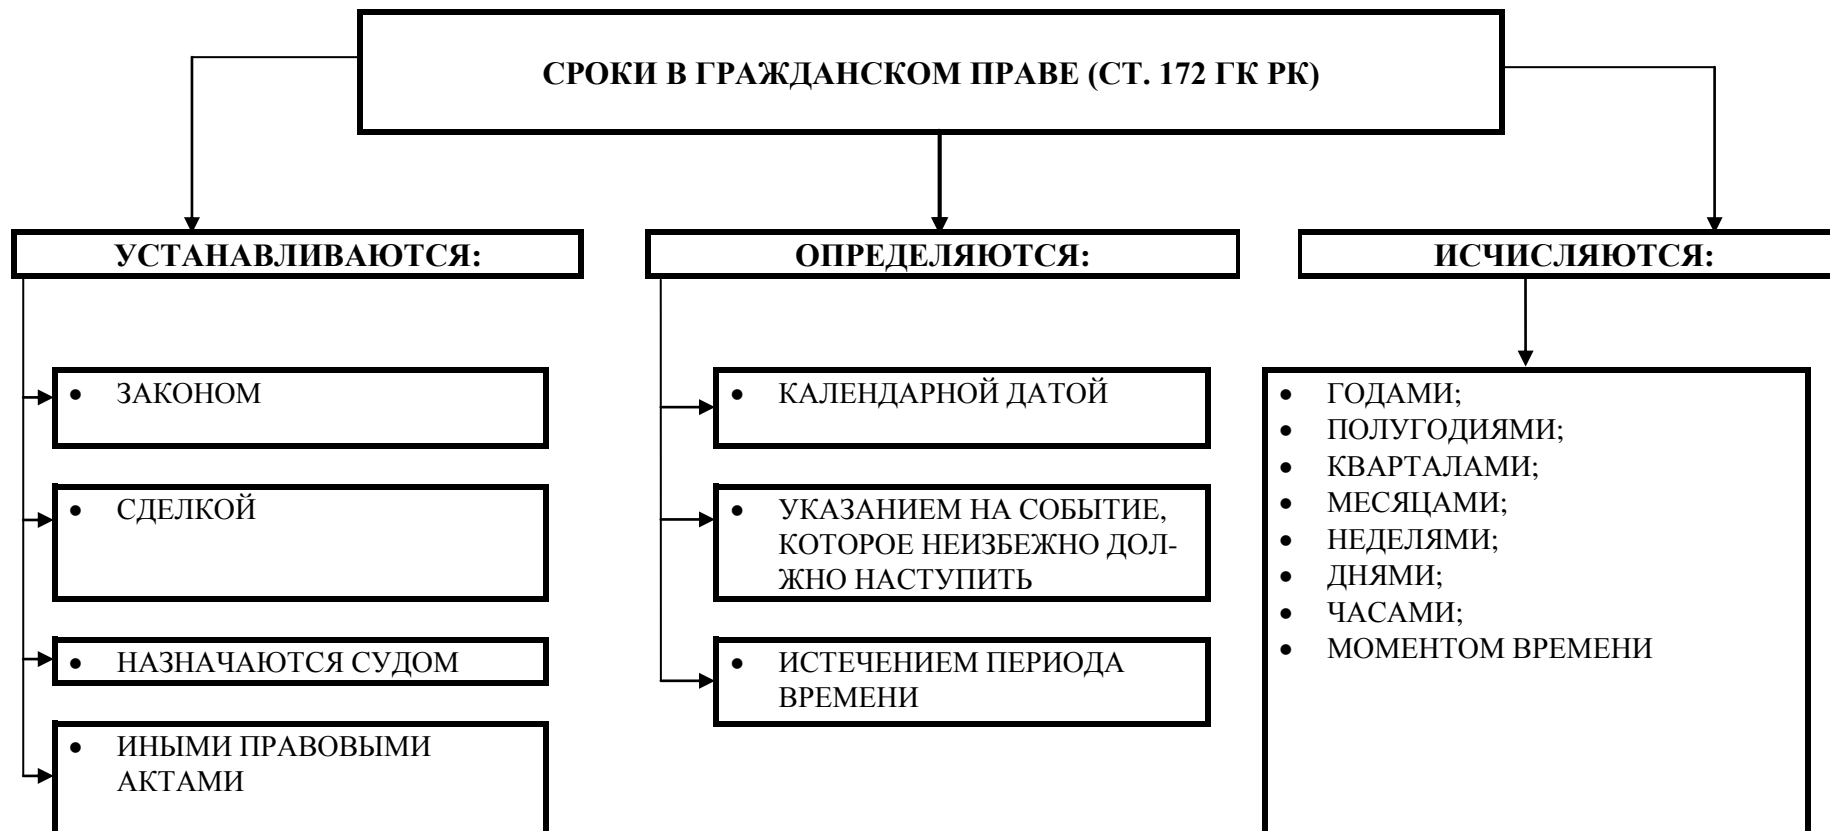 СРОКИ В ГРАЖДАНСКОМ ПРАВЕ (СТ. 172 ГК РК)
УСТАНАВЛИВАЮТСЯ:
• ЗАКОНОМ
• СДЕЛКОЙ
• НАЗНАЧАЮТСЯ СУДОМ
• ИНЫМИ ПРАВОВЫМИ
АКТАМИ
ОПРЕДЕЛЯЮТСЯ:
• КАЛЕНДАРНОЙ ДАТОЙ
• УКАЗАНИЕМ НА СОБЫТИЕ,
КОТОРОЕ НЕИЗБЕЖНО ДОЛ-
ЖНО НАСТУПИТЬ
• ИСТЕЧЕНИЕМ ПЕРИОДА
ВРЕМЕНИ
ИСЧИСЛЯЮТСЯ:
• ГОДАМИ;
• ПОЛУГОДИЯМИ;
• КВАРТАЛАМИ;
• МЕСЯЦАМИ;
• НЕДЕЛЯМИ;
• ДНЯМИ;
• ЧАСАМИ;
• МОМЕНТОМ ВРЕМЕНИ